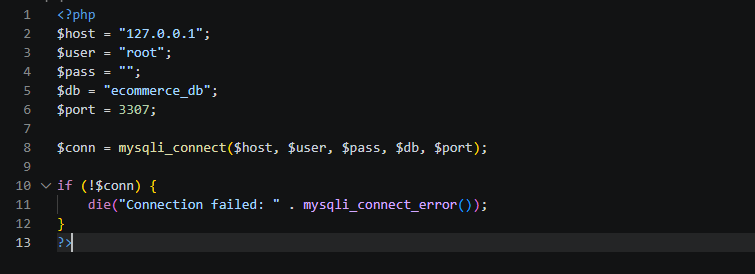 1 <?php
2 $host = "127.0.0.1";
3 $user = "root";
4 $pass = "";
5 $db = "ecommerce_db";
6 $port = 3307;
7
8 $conn = mysqli_connect($host, $user, $pass, $db, $port);
9
10 if (!$conn) {
11     die("Connection failed: " . mysqli_connect_error());
12 }
13 ?>